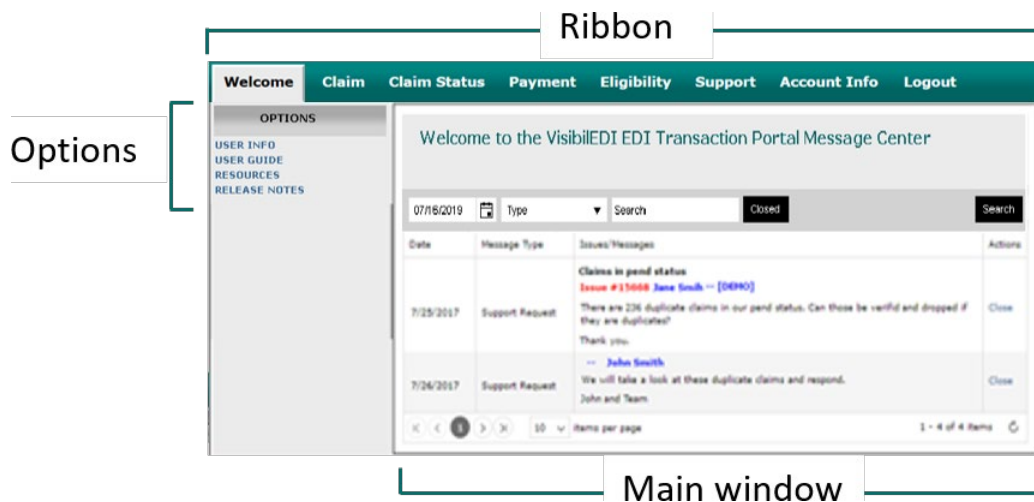 Ribbon
Welcome Claim Claim Status Payment Eligibility Support Account Info Logout
Options
OPTIONS
USER INFO
USER GUIDE
RESOURCES
RELEASE NOTES
Welcome to the VisibilEDI EDI Transaction Portal Message Center
07/16/2019 Type Search Closed Search
Date Message Type Issues/Messages Actions
Claims in pend status
Issue #15668 Jane Smih -- [DEMO]
7/25/2017 Support Request There are 236 duplicate claims in our pend status. Can those be verifid and dropped if Close
they are duplicates?
Thank you.
-- John Smith
7/26/2017 Support Request We will take a look at these duplicate claims and respond. Close
John and Team
1 10 items per page 1 - 4 of 4 items
Main window